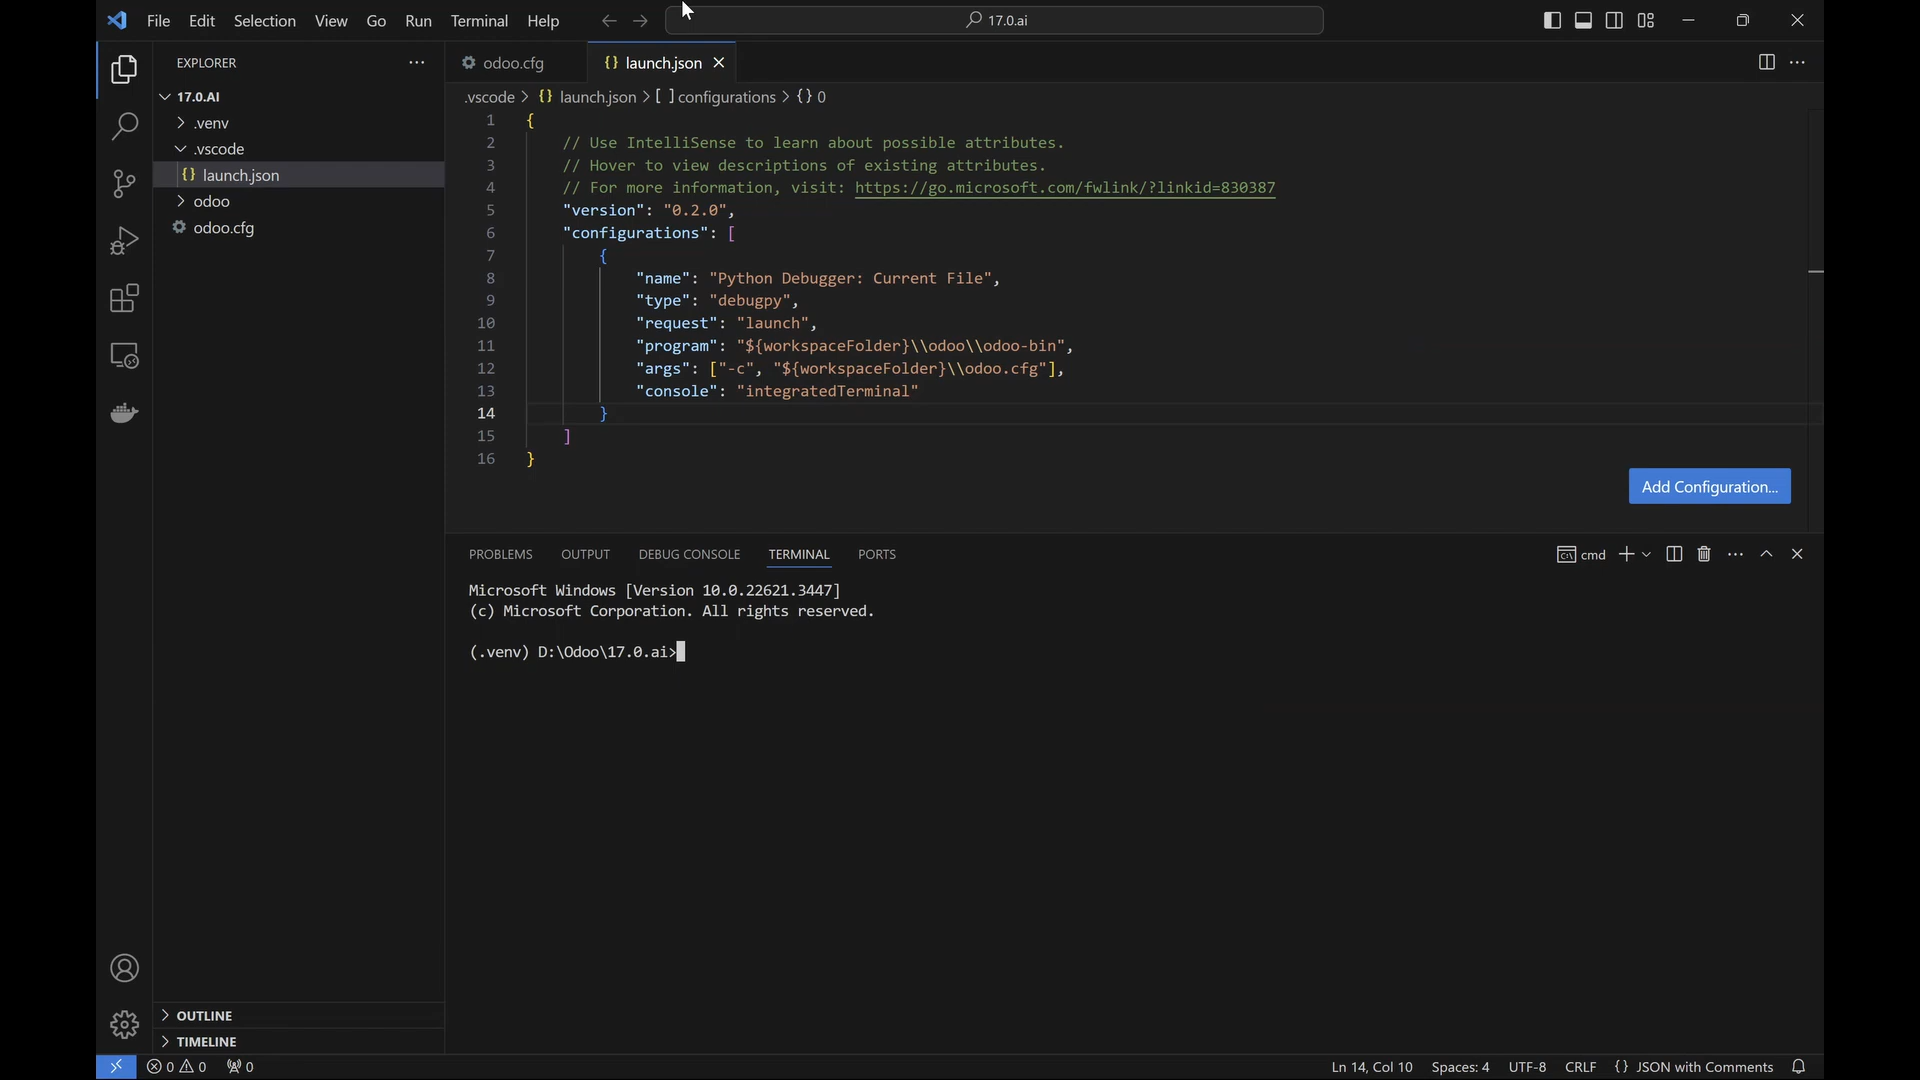 File Edit Selection View Go Run Terminal Help
17.0.ai
EXPLORER
17.0.AI
.venv
.vscode
{} launch.json
odoo
odoo.cfg
OUTLINE
TIMELINE
odoo.cfg
{} launch.json
.vscode > {} launch.json > [ ] configurations > {} 0
1 {
2 // Use IntelliSense to learn about possible attributes.
3 // Hover to view descriptions of existing attributes.
4 // For more information, visit: https://go.microsoft.com/fwlink/?linkid=830387
5 "version": "0.2.0",
6 "configurations": [
7 {
8 "name": "Python Debugger: Current File",
9 "type": "debugpy",
10 "request": "launch",
11 "program": "${workspaceFolder}\\odoo\\odoo-bin",
12 "args": ["-c", "${workspaceFolder}\\odoo.cfg"],
13 "console": "integratedTerminal"
14 }
15 ]
16 }
Add Configuration...
PROBLEMS OUTPUT DEBUG CONSOLE TERMINAL PORTS
cmd
Microsoft Windows [Version 10.0.22621.3447]
(c) Microsoft Corporation. All rights reserved.
(.venv) D:\Odoo\17.0.ai>
0 0 0
Ln 14, Col 10 Spaces: 4 UTF-8 CRLF {} JSON with Comments